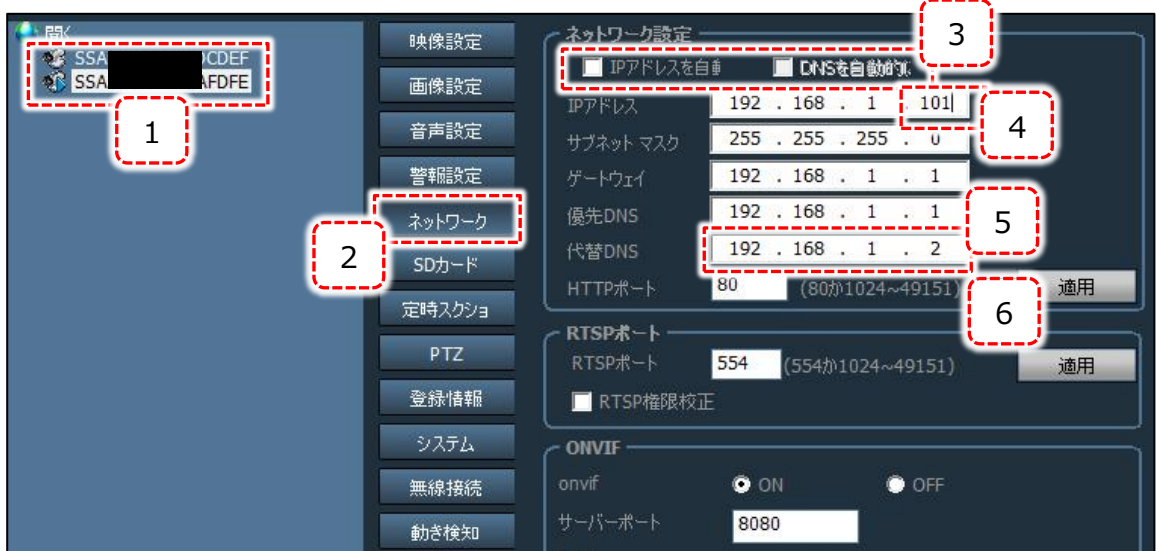 開く
SSA
OCDEF
SSA
AFDFE
1
2
映像設定
画像設定
音声設定
警報設定
ネットワーク
SDカード
定時スクショ
PTZ
登録情報
システム
無線接続
動き検知
ネットワーク設定
3
IPアドレスを自動
DNSを自動的に
IPアドレス 192 . 168 . 1 . 101
4
サブネット マスク 255 . 255 . 255 . 0
ゲートウェイ 192 . 168 . 1 . 1
優先DNS 192 . 168 . 1 . 1
5
代替DNS 192 . 168 . 1 . 2
HTTPポート 80 (80か1024~49151) 適用
6
RTSPポート
RTSPポート 554 (554か1024~49151) 適用
RTSP権限校正
ONVIF
onvif ON OFF
サーバーポート 8080